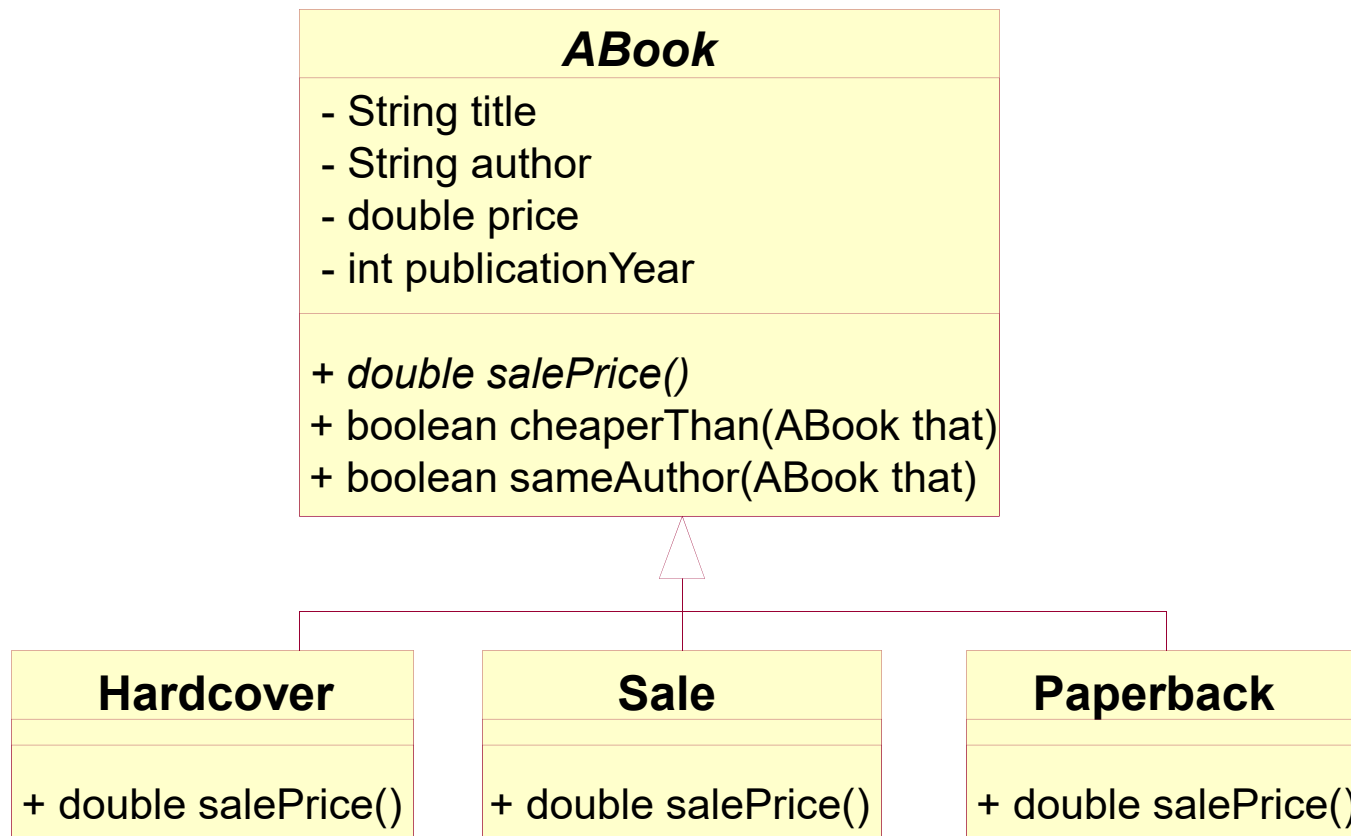 ABook
- String title
- String author
- double price
- int publicationYear
+ double salePrice()
+ boolean cheaperThan(ABook that)
+ boolean sameAuthor(ABook that)
Hardcover
+ double salePrice()
Sale
+ double salePrice()
Paperback
+ double salePrice()